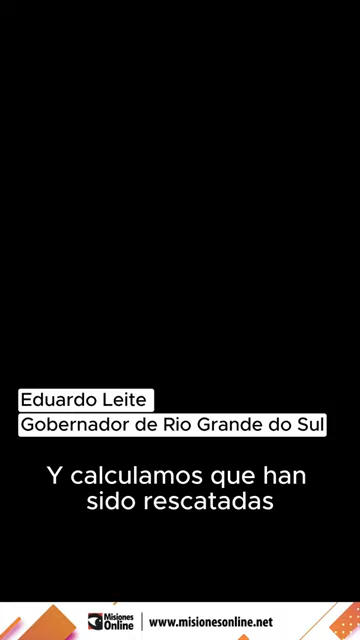 Eduardo Leite
Gobernador de Rio Grande do Sul
Y calculamos que han
sido rescatadas
Misiones
Online
www.misionesonline.net